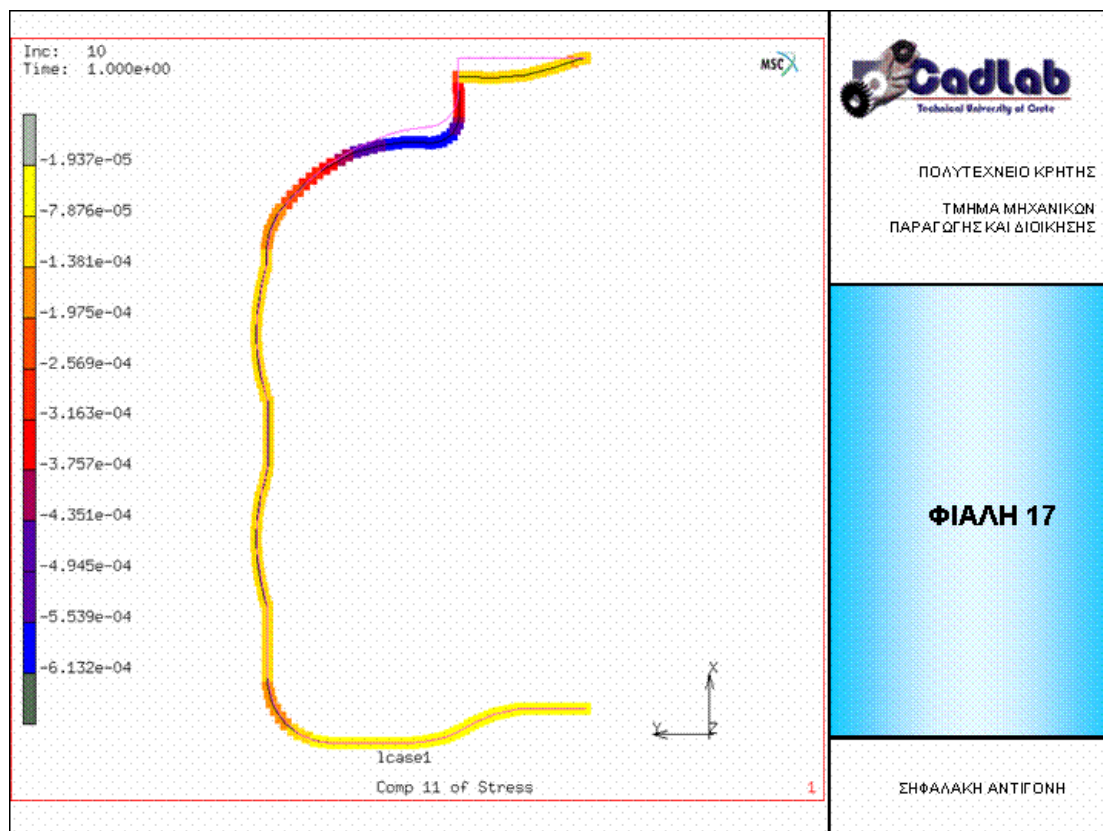 Inc: 10
Time: 1.000e+00
MSC
-1.937e-05
-7.876e-05
-1.381e-04
-1.975e-04
-2.569e-04
-3.163e-04
-3.757e-04
-4.351e-04
-4.945e-04
-5.539e-04
-6.132e-04
X
Y
Z
lcase1
Comp 11 of Stress
1
CadLab
Technical University of Crete
ΠΟΛΥΤΕΧΝΕΙΟ ΚΡΗΤΗΣ
ΤΜΗΜΑ ΜΗΧΑΝΙΚΩΝ
ΠΑΡΑΓΩΓΗΣ ΚΑΙ ΔΙΟΙΚΗΣΗΣ
ΦΙΑΛΗ 17
ΣΗΦΑΛΑΚΗ ΑΝΤΙΓΟΝΗ